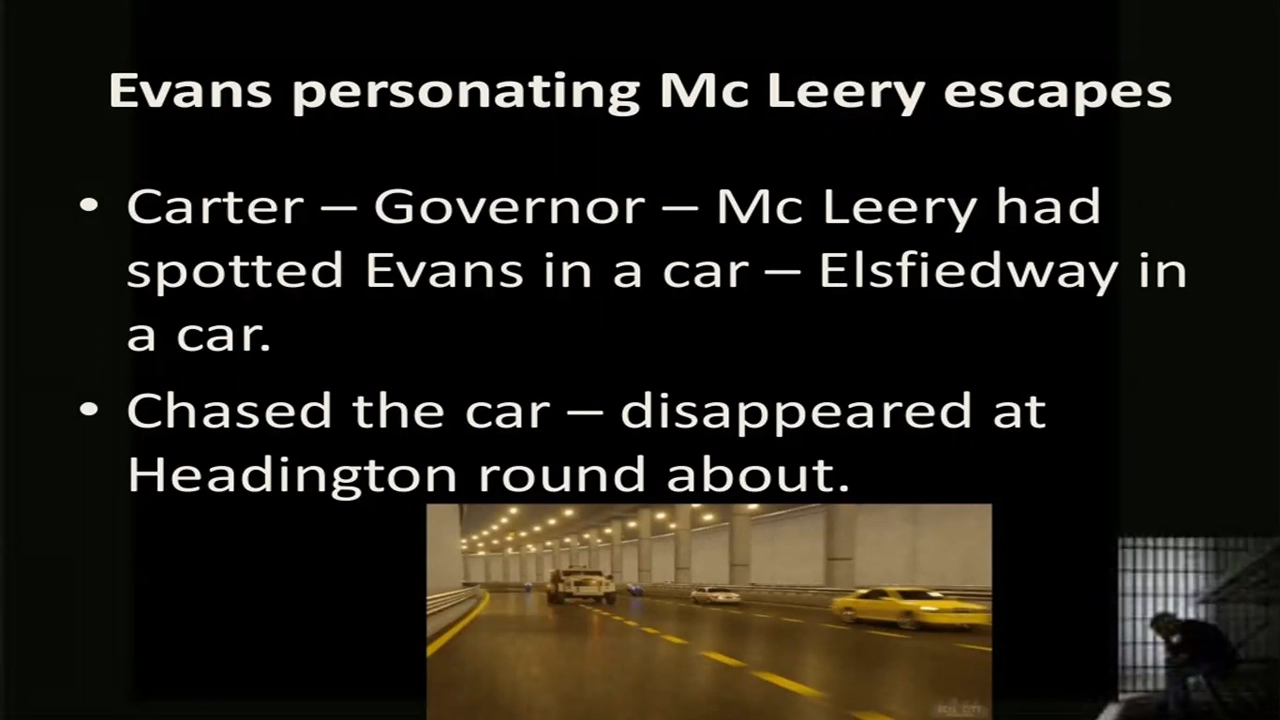 Evans personating Mc Leery escapes
• Carter – Governor – Mc Leery had
spotted Evans in a car – Elsfiedway in
a car.
• Chased the car – disappeared at
Headington round about.